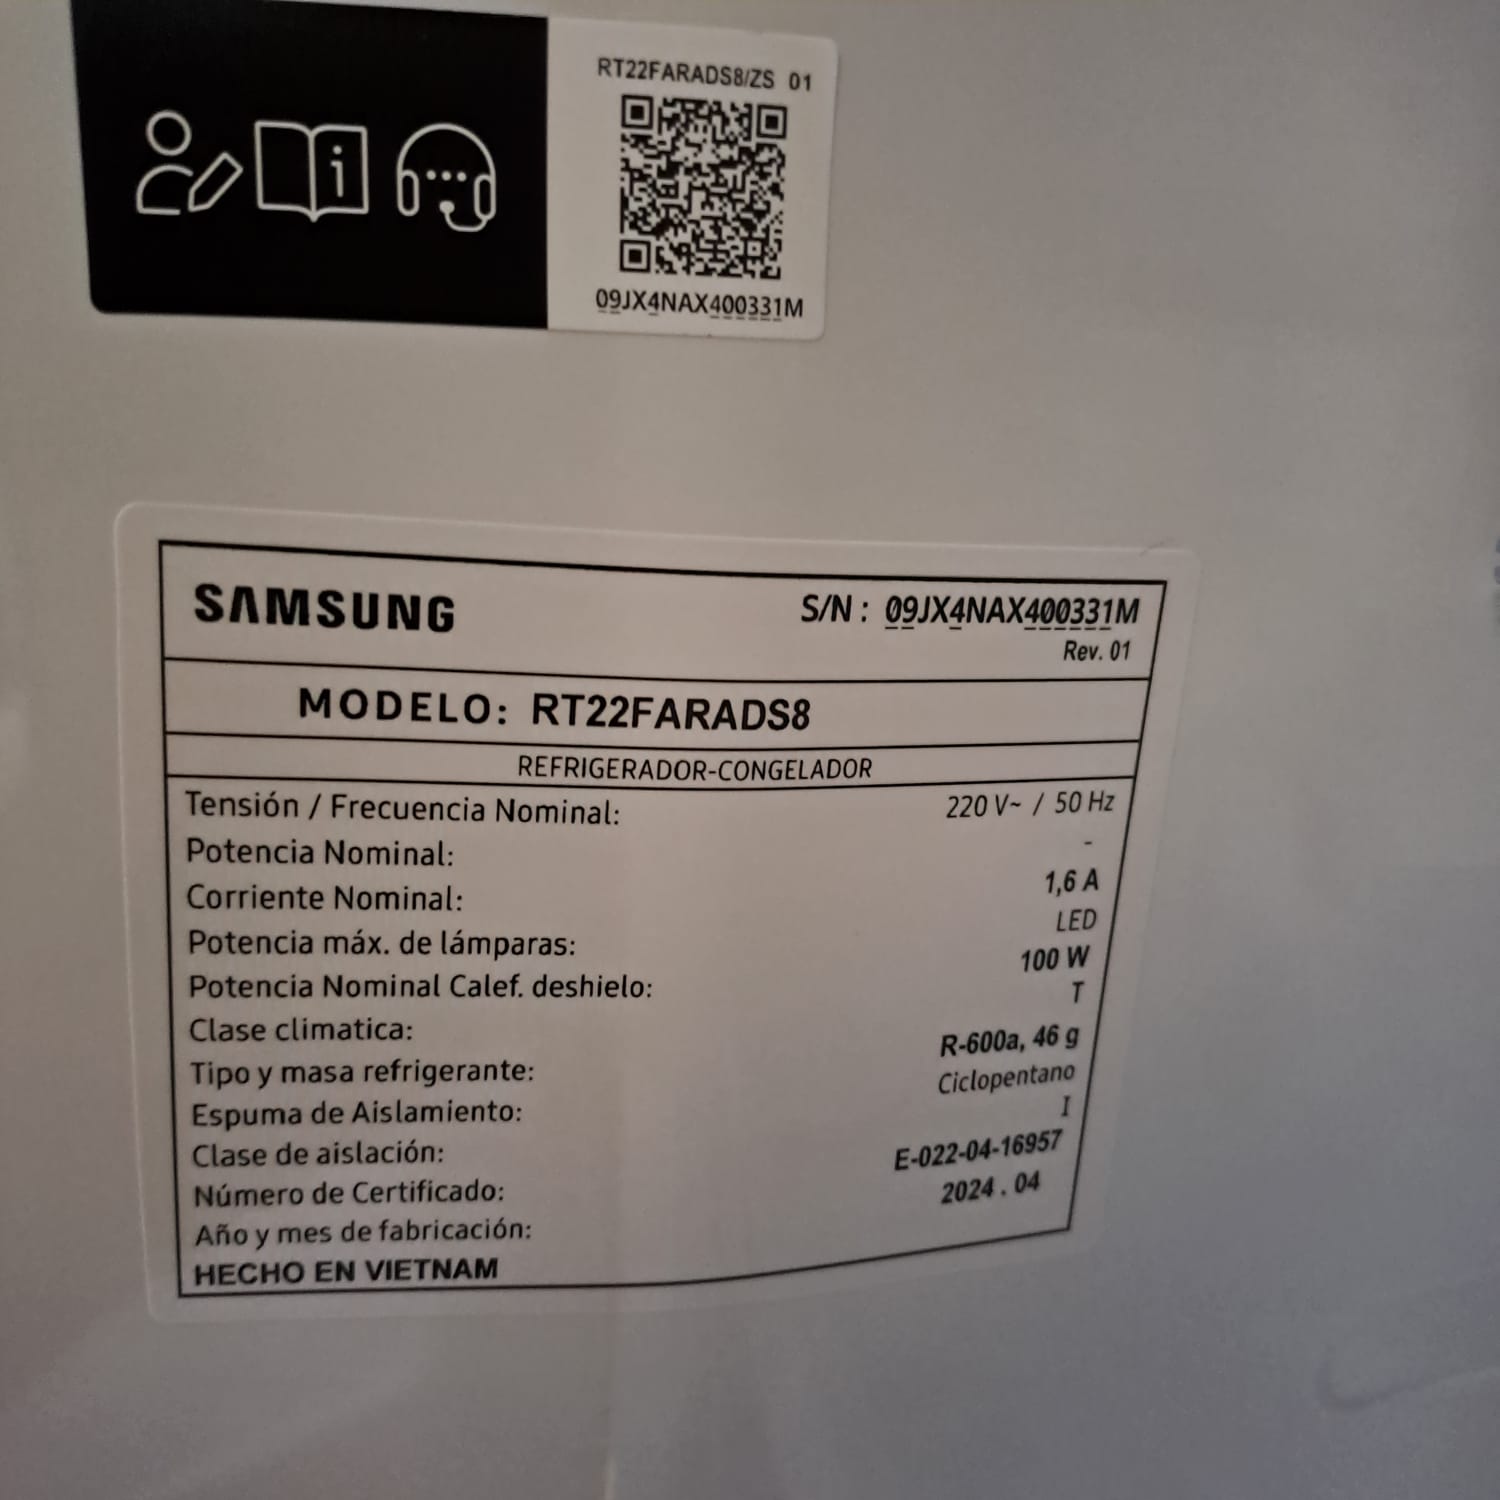 RT22FARADS8/ZS 01
09JX4NAX400331M
SAMSUNG S/N : 09JX4NAX400331M
Rev. 01
MODELO: RT22FARADS8
REFRIGERADOR-CONGELADOR
Tensión / Frecuencia Nominal: 220 V~ / 50 Hz
Potencia Nominal: -
Corriente Nominal: 1,6 A
Potencia máx. de lámparas: LED
Potencia Nominal Calef. deshielo: 100 W
Clase climatica: T
Tipo y masa refrigerante: R-600a, 46 g
Espuma de Aislamiento: Ciclopentano
Clase de aislación: I
Número de Certificado: E-022-04-16957
Año y mes de fabricación: 2024 . 04
HECHO EN VIETNAM